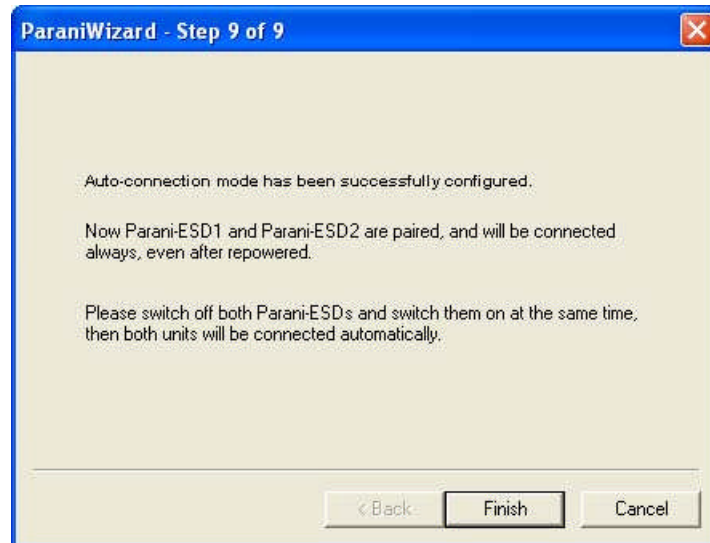 ParaniWizard - Step 9 of 9
Auto-connection mode has been successfully configured.
Now Parani-ESD1 and Parani-ESD2 are paired, and will be connected
always, even after repowered.
Please switch off both Parani-ESDs and switch them on at the same time,
then both units will be connected automatically.
< Back
Finish
Cancel